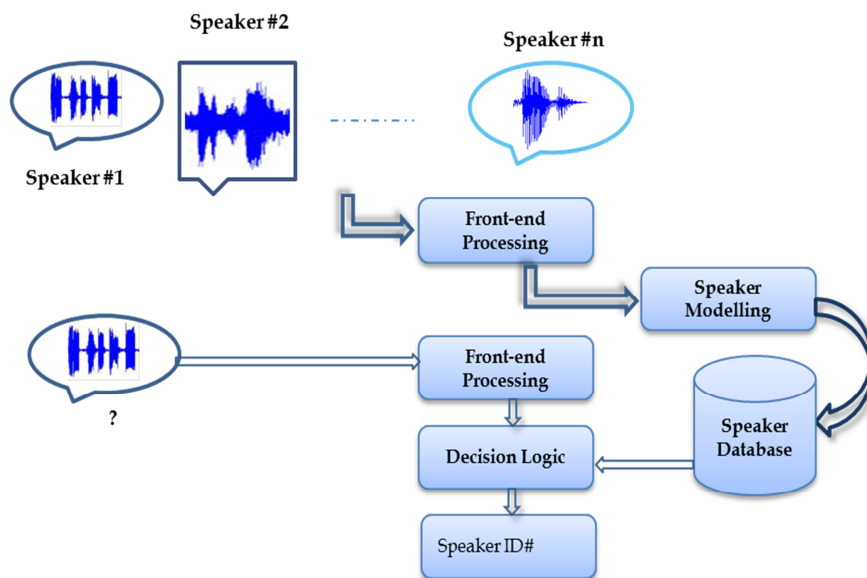 Speaker #2
Speaker #n
Speaker #1
Front-end
Processing
Speaker
Modelling
Front-end
Processing
?
Speaker
Database
Decision Logic
Speaker ID#